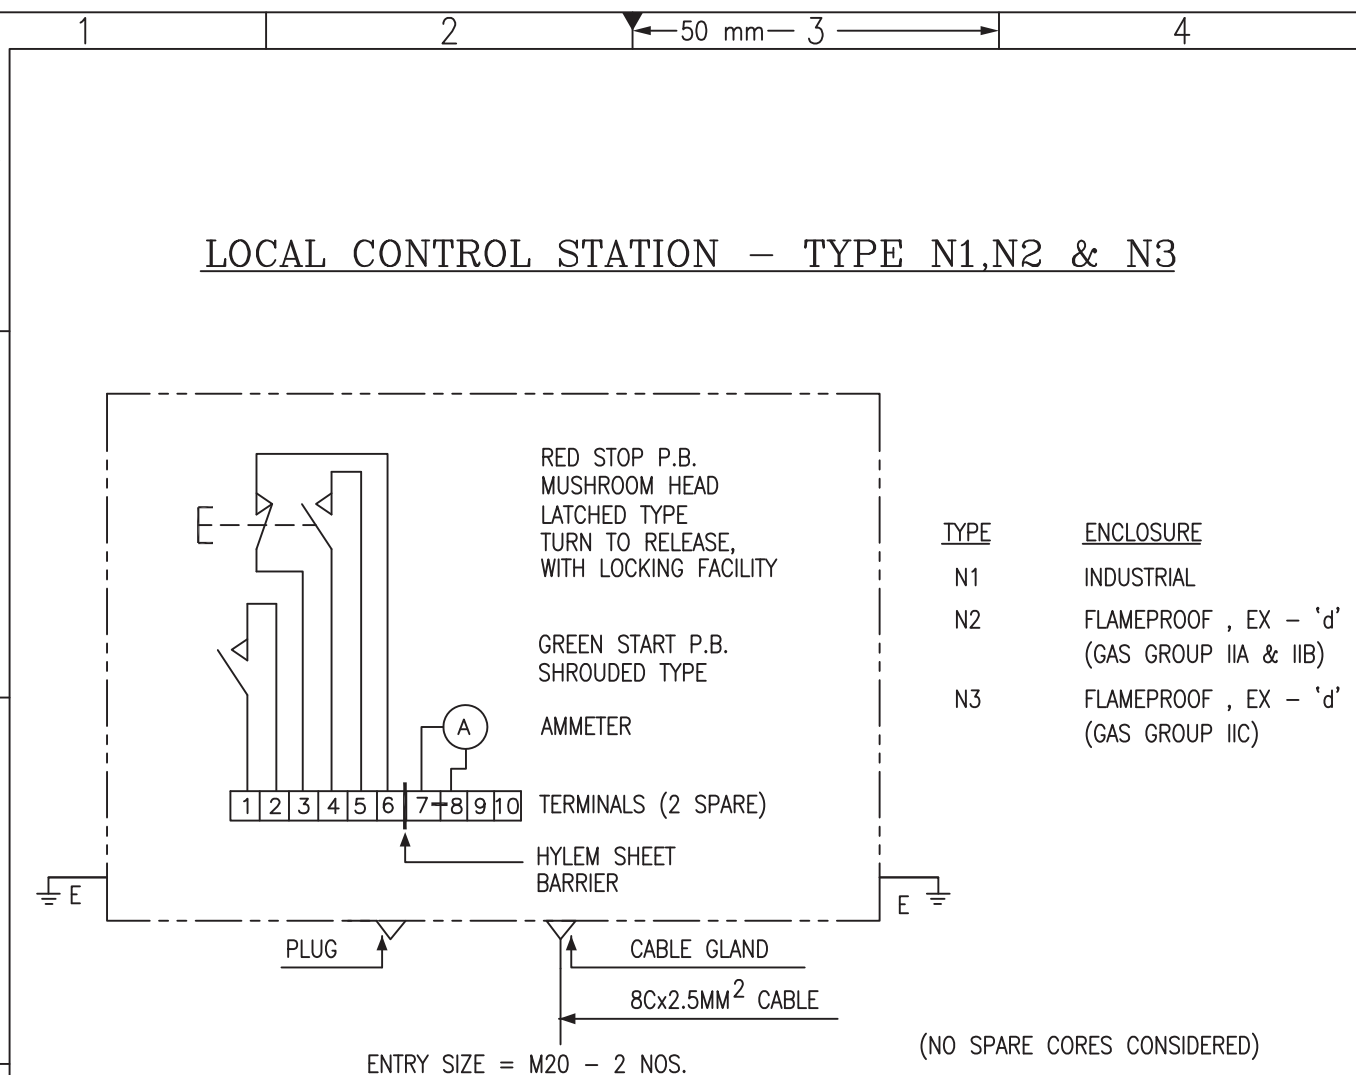 1 2 50 mm 3 4
LOCAL CONTROL STATION – TYPE N1,N2 & N3
RED STOP P.B.
MUSHROOM HEAD
LATCHED TYPE
TURN TO RELEASE,
WITH LOCKING FACILITY
GREEN START P.B.
SHROUDED TYPE
A AMMETER
1 2 3 4 5 6 7 8 9 10 TERMINALS (2 SPARE)
HYLEM SHEET
BARRIER
E
E
PLUG
CABLE GLAND
8Cx2.5MM² CABLE
ENTRY SIZE = M20 – 2 NOS.
TYPE ENCLOSURE
N1 INDUSTRIAL
N2 FLAMEPROOF , EX – 'd'
(GAS GROUP IIA & IIB)
N3 FLAMEPROOF , EX – 'd'
(GAS GROUP IIC)
(NO SPARE CORES CONSIDERED)